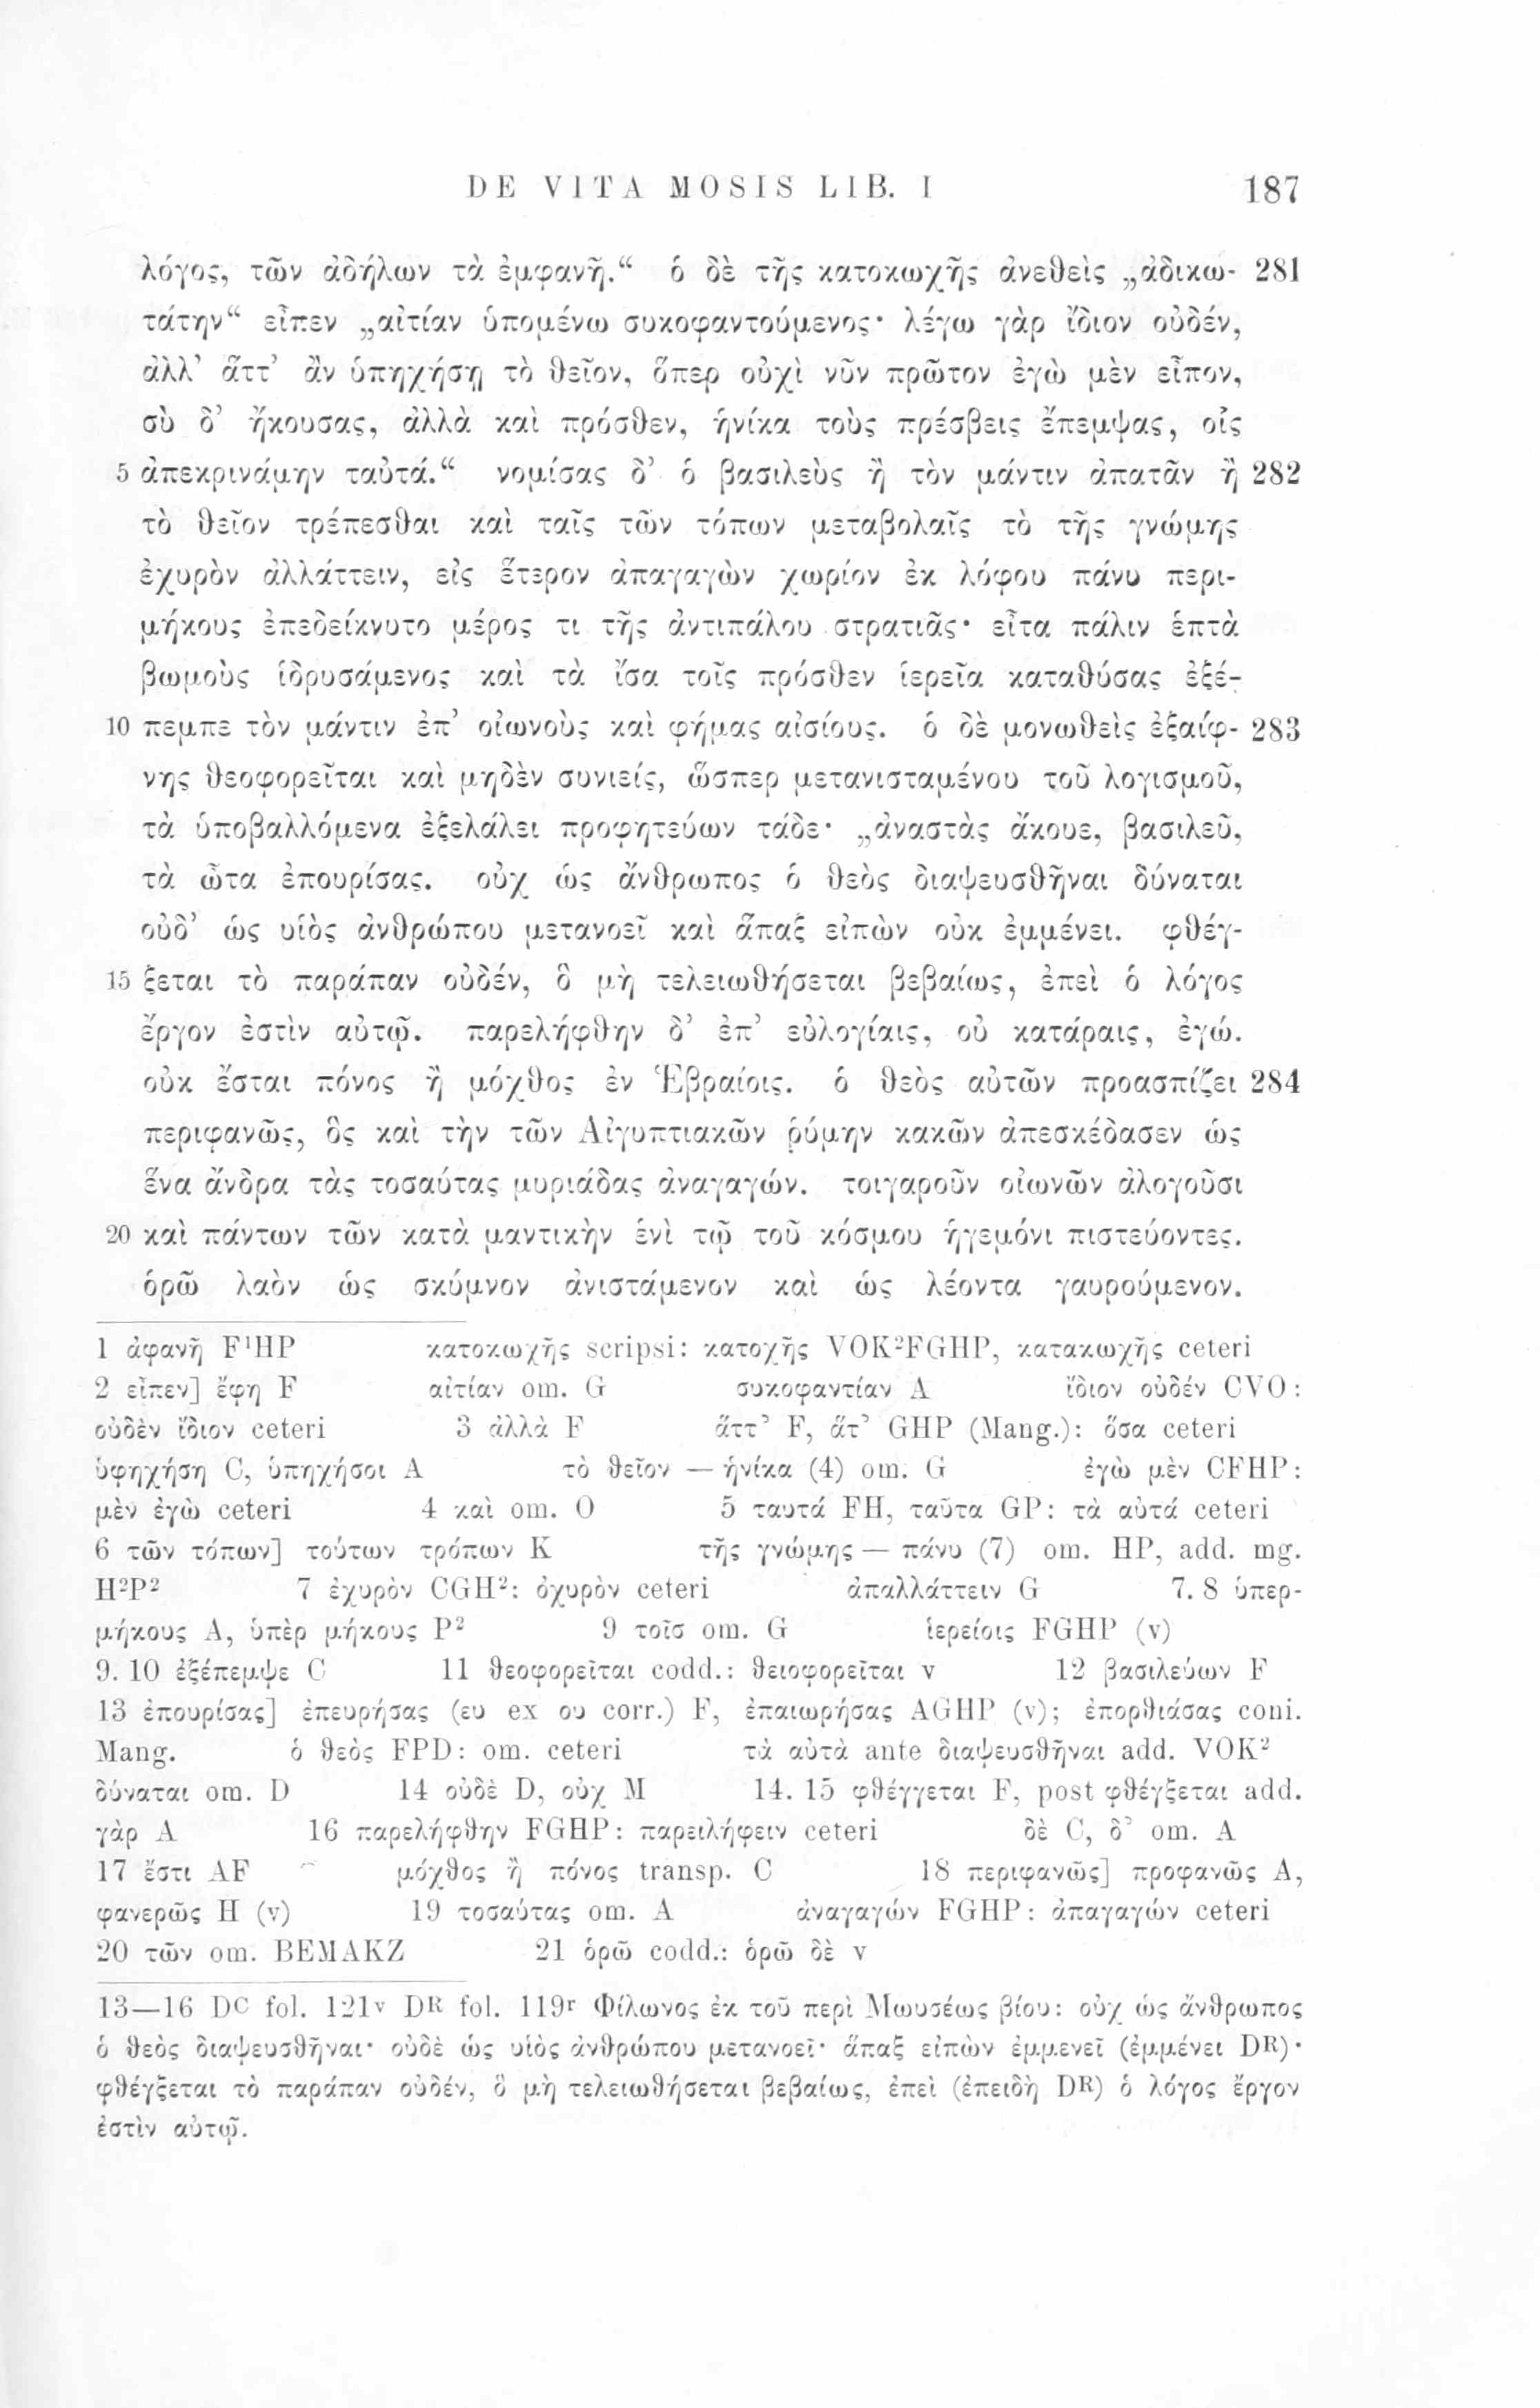 DE VITA MOSIS LIB. I 187
λόγος, τῶν ἀδήλων τὰ ἐμφανῆ.“ ὁ δὲ τῆς κατοκωχῆς ἀνεθεὶς „ἀδικω- 281
τάτην“ εἶπεν „αἰτίαν ὑπομένω συκοφαντούμενος· λέγω γὰρ ἴδιον οὐδέν,
ἀλλ’ ἅττ’ ἂν ὑπηχήσῃ τὸ θεῖον, ὅπερ οὐχὶ νῦν πρῶτον ἐγὼ μὲν εἶπον,
σὺ δ’ ἤκουσας, ἀλλὰ καὶ πρόσθεν, ἡνίκα τοὺς πρέσβεις ἔπεμψας, οἷς
5 ἀπεκρινάμην ταὐτά.“ νομίσας δ’ ὁ βασιλεὺς ἢ τὸν μάντιν ἀπατᾶν ἢ 282
τὸ θεῖον τρέπεσθαι καὶ ταῖς τῶν τόπων μεταβολαῖς τὸ τῆς γνώμης
ἐχυρὸν ἀλλάττειν, εἰς ἕτερον ἀπαγαγὼν χωρίον ἐκ λόφου πάνυ περι-
μήκους ἐπεδείκνυτο μέρος τι τῆς ἀντιπάλου στρατιᾶς· εἶτα πάλιν ἑπτὰ
βωμοὺς ἱδρυσάμενος καὶ τὰ ἴσα τοῖς πρόσθεν ἱερεῖα καταθύσας ἐξέ-
10 πεμπε τὸν μάντιν ἐπ’ οἰωνοὺς καὶ φήμας αἰσίους. ὁ δὲ μονωθεὶς ἐξαίφ- 283
νης θεοφορεῖται καὶ μηδὲν συνιείς, ὥσπερ μετανισταμένου τοῦ λογισμοῦ,
τὰ ὑποβαλλόμενα ἐξελάλει προφητεύων τάδε· „ἀναστὰς ἄκουε, βασιλεῦ,
τὰ ὦτα ἐπουρίσας. οὐχ ὡς ἄνθρωπος ὁ θεὸς διαψευσθῆναι δύναται
οὐδ’ ὡς υἱὸς ἀνθρώπου μετανοεῖ καὶ ἅπαξ εἰπὼν οὐκ ἐμμένει. φθέγ-
15 ξεται τὸ παράπαν οὐδέν, ὃ μὴ τελειωθήσεται βεβαίως, ἐπεὶ ὁ λόγος
ἔργον ἐστὶν αὐτῷ. παρελήφθην δ’ ἐπ’ εὐλογίαις, οὐ κατάραις, ἐγώ.
οὐκ ἔσται πόνος ἢ μόχθος ἐν Ἑβραίοις. ὁ θεὸς αὐτῶν προασπίζει 284
περιφανῶς, ὃς καὶ τὴν τῶν Αἰγυπτιακῶν ῥύμην κακῶν ἀπεσκέδασεν ὡς
ἕνα ἄνδρα τὰς τοσαύτας μυριάδας ἀναγαγών. τοιγαροῦν οἰωνῶν ἀλογοῦσι
20 καὶ πάντων τῶν κατὰ μαντικὴν ἑνὶ τῷ τοῦ κόσμου ἡγεμόνι πιστεύοντες.
ὁρῶ λαὸν ὡς σκύμνον ἀνιστάμενον καὶ ὡς λέοντα γαυρούμενον.
1 ἀφανῆ F¹HP κατοκωχῆς scripsi: κατοχῆς VOK²FGHP, κατακωχῆς ceteri
2 εἶπεν] ἔφη F αἰτίαν om. G συκοφαντίαν A ἴδιον οὐδέν CVO:
οὐδὲν ἴδιον ceteri 3 ἀλλὰ F ἅττ’ F, ἅτ’ GHP (Mang.): ὅσα ceteri
ὑφηχήσῃ C, ὑπηχήσοι A τὸ θεῖον — ἡνίκα (4) om. G ἐγὼ μὲν CFHP:
μὲν ἐγὼ ceteri 4 καὶ om. O 5 ταυτά FH, ταῦτα GP: τὰ αὐτά ceteri
6 τῶν τόπων] τούτων τρόπων K τῆς γνώμης — πάνυ (7) om. HP, add. mg.
H²P² 7 ἐχυρὸν CGH²: ὀχυρὸν ceteri ἀπαλλάττειν G 7. 8 ὑπερ-
μήκους A, ὑπὲρ μήκους P² 9 τοῖσ om. G ἱερείοις FGHP (v)
9. 10 ἐξέπεμψε C 11 θεοφορεῖται codd.: θειοφορεῖται v 12 βασιλεύων F
13 ἐπουρίσας] ἐπευρήσας (ευ ex ου corr.) F, ἐπαιωρήσας AGHP (v); ἐπορθιάσας coni.
Mang. ὁ θεὸς FPD: om. ceteri τὰ αὐτὰ ante διαψευσθῆναι add. VOK²
δύναται om. D 14 οὐδὲ D, οὐχ M 14. 15 φθέγγεται F, post φθέγξεται add.
γὰρ A 16 παρελήφθην FGHP: παρειλήφειν ceteri δὲ C, δ’ om. A
17 ἔστι AF μόχθος ἢ πόνος transp. C 18 περιφανῶς] προφανῶς A,
φανερῶς H (v) 19 τοσαύτας om. A ἀναγαγών FGHP: ἀπαγαγών ceteri
20 τῶν om. BEMAKZ 21 ὁρῶ codd.: ὁρῶ δὲ v
13—16 Dᶜ fol. 121ᵛ Dᴿ fol. 119ʳ Φίλωνος ἐκ τοῦ περὶ Μωυσέως βίου: οὐχ ὡς ἄνθρωπος
ὁ θεὸς διαψευσθῆναι· οὐδὲ ὡς υἱὸς ἀνθρώπου μετανοεῖ· ἅπαξ εἰπὼν ἐμμενεῖ (ἐμμένει Dᴿ)·
φθέγξεται τὸ παράπαν οὐδέν, ὃ μὴ τελειωθήσεται βεβαίως, ἐπεὶ (ἐπειδὴ Dᴿ) ὁ λόγος ἔργον
ἐστὶν αὐτῷ.